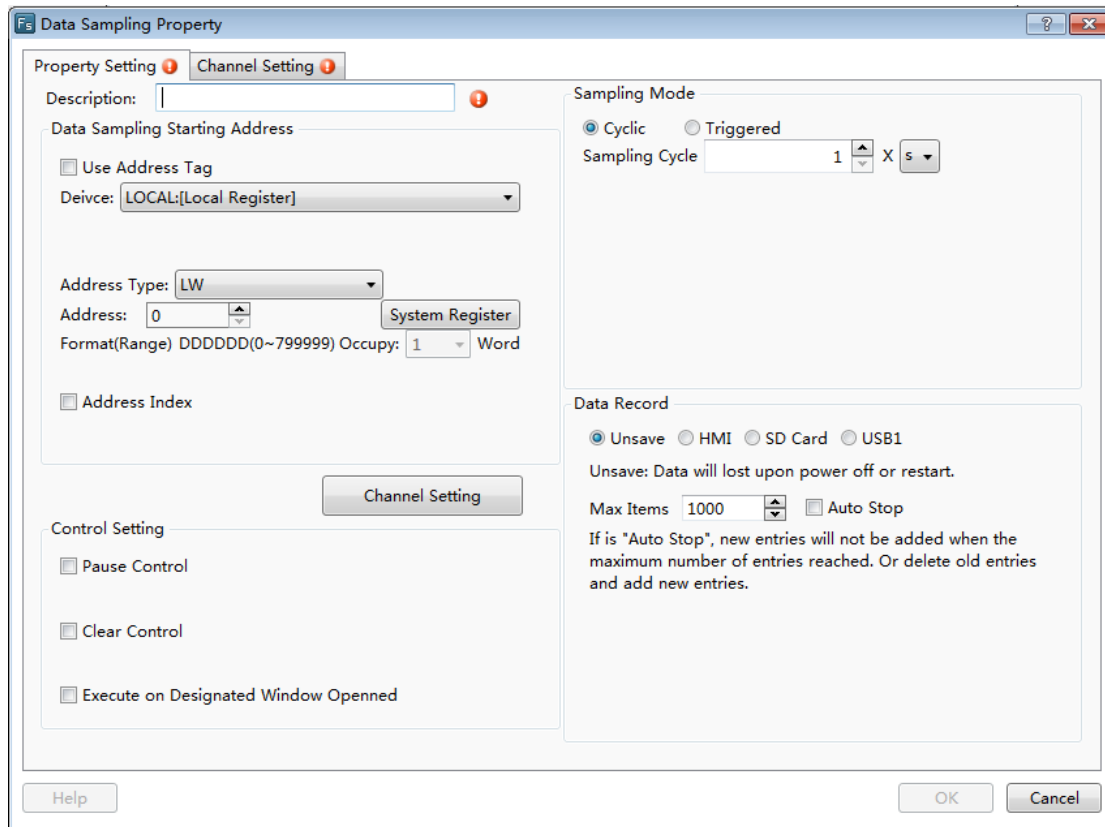 Fs Data Sampling Property
Property Setting Channel Setting
Description:
Data Sampling Starting Address
Use Address Tag
Deivce: LOCAL:[Local Register]
Address Type: LW
Address: 0 System Register
Format(Range) DDDDDD(0~799999) Occupy: 1 Word
Address Index
Channel Setting
Control Setting
Pause Control
Clear Control
Execute on Designated Window Openned
Sampling Mode
Cyclic Triggered
Sampling Cycle 1 X s
Data Record
Unsave HMI SD Card USB1
Unsave: Data will lost upon power off or restart.
Max Items 1000 Auto Stop
If is "Auto Stop", new entries will not be added when the
maximum number of entries reached. Or delete old entries
and add new entries.
Help OK Cancel